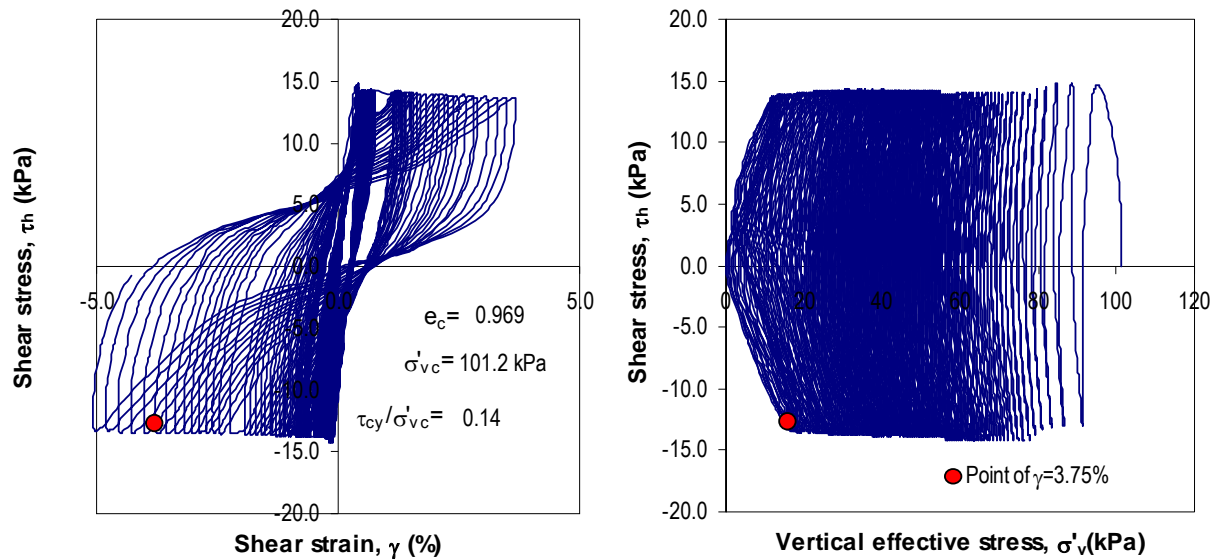 20.0
15.0
10.0
5.0
0.0
-5.0
-10.0
-15.0
-20.0
-5.0 0.0 5.0
Shear stress, τh (kPa)
Shear strain, γ (%)
e_c= 0.969
σ'_vc= 101.2 kPa
τ_cy/σ'_vc= 0.14
20.0
15.0
10.0
5.0
0.0
-5.0
-10.0
-15.0
-20.0
0 20 40 60 80 100 120
Shear stress, τh (kPa)
Point of γ=3.75%
Vertical effective stress, σ'_v(kPa)